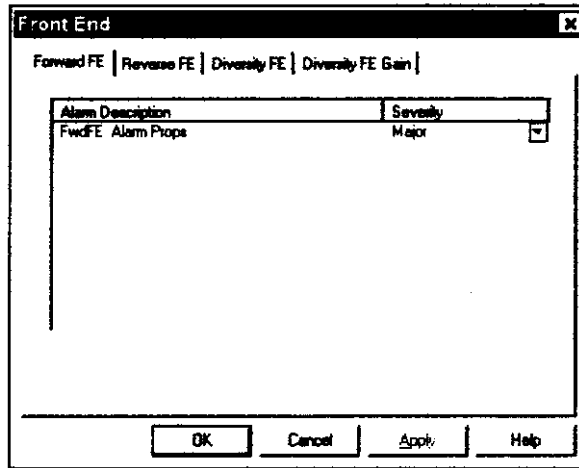 Front End
Forward FE Reverse FE Diversity FE Diversity FE Gain
Alarm Description Severity
FwdFE Alarm Props Major
OK Cancel Apply Help